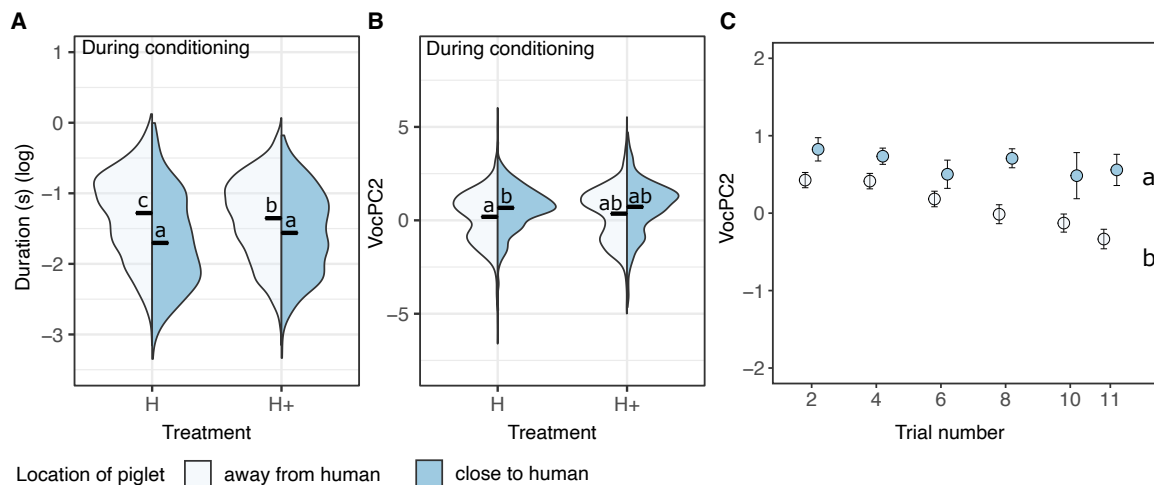 A
During conditioning
Duration (s) (log)
1
0
−1
−2
−3
c
a
b
a
H
H+
Treatment
B
During conditioning
VocPC2
5
0
−5
a
b
ab
ab
H
H+
Treatment
C
VocPC2
2
1
0
−1
−2
a
b
2
4
6
8
10
11
Trial number
Location of piglet
away from human
close to human